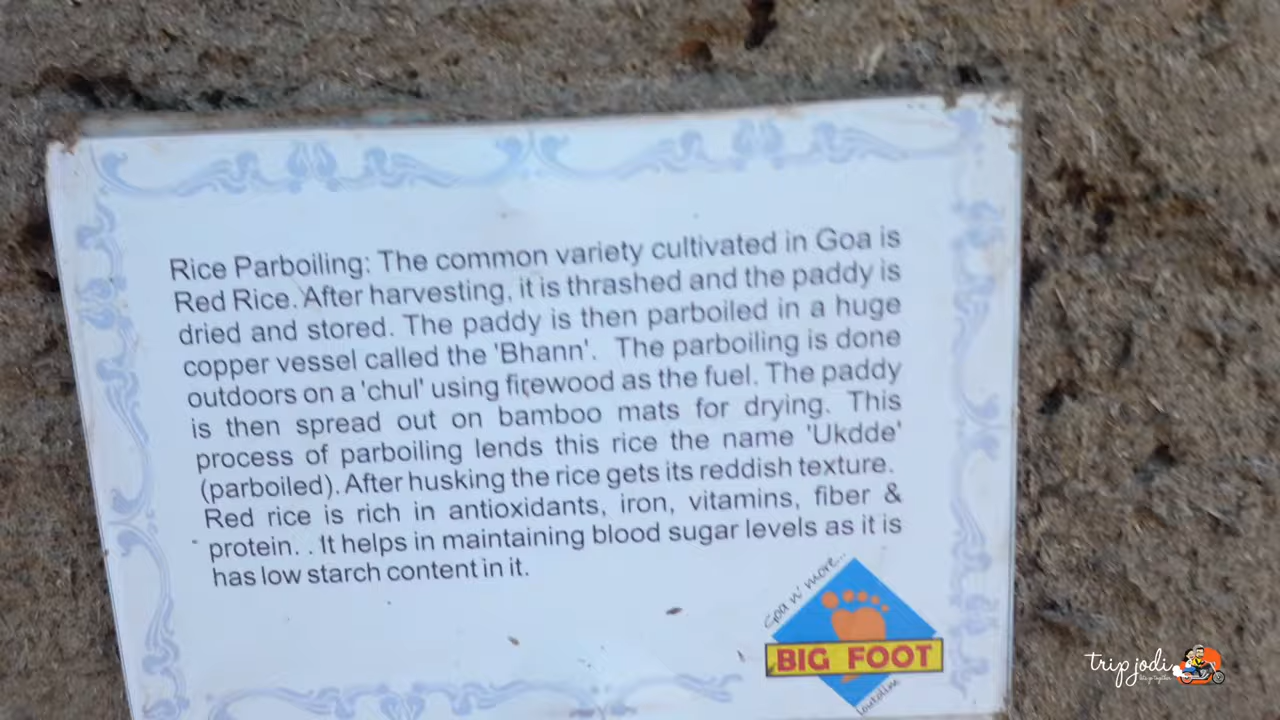 Rice Parboiling: The common variety cultivated in Goa is
Red Rice. After harvesting, it is thrashed and the paddy is
dried and stored. The paddy is then parboiled in a huge
copper vessel called the 'Bhann'. The parboiling is done
outdoors on a 'chul' using firewood as the fuel. The paddy
is then spread out on bamboo mats for drying. This
process of parboiling lends this rice the name 'Ukdde'
(parboiled). After husking the rice gets its reddish texture.
Red rice is rich in antioxidants, iron, vitamins, fiber &
protein. . It helps in maintaining blood sugar levels as it is
has low starch content in it.
Goa n' more...
BIG FOOT
Loutolim
trip jodi